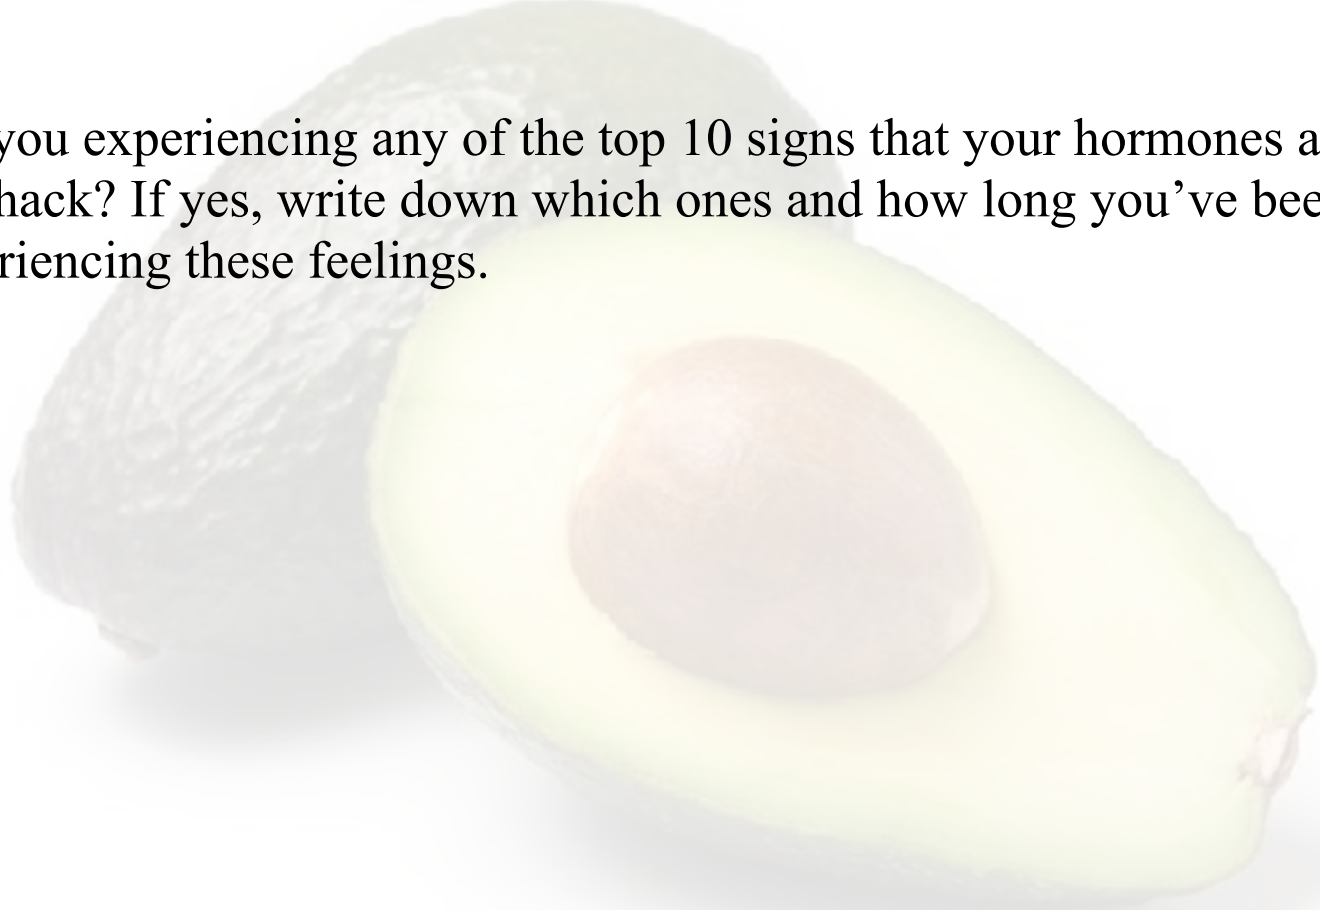 you experiencing any of the top 10 signs that your hormones a
hack? If yes, write down which ones and how long you’ve bee
riencing these feelings.